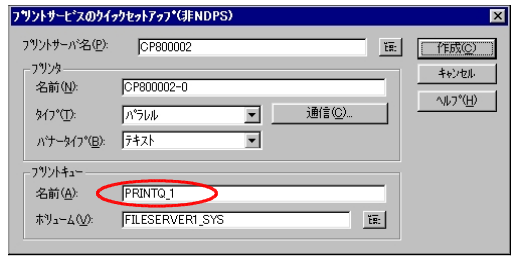 プリントサービスのクイックセットアップ(非NDPS)
プリントサーバ名(P): CP800002 作成(C)
プリンタ キャンセル
名前(N): CP800002-0 ヘルプ(H)
タイプ(T): パラレル 通信(C)...
バナータイプ(B): テキスト
プリントキュー
名前(A): PRINTQ_1
ボリューム(V): FILESERVER1_SYS